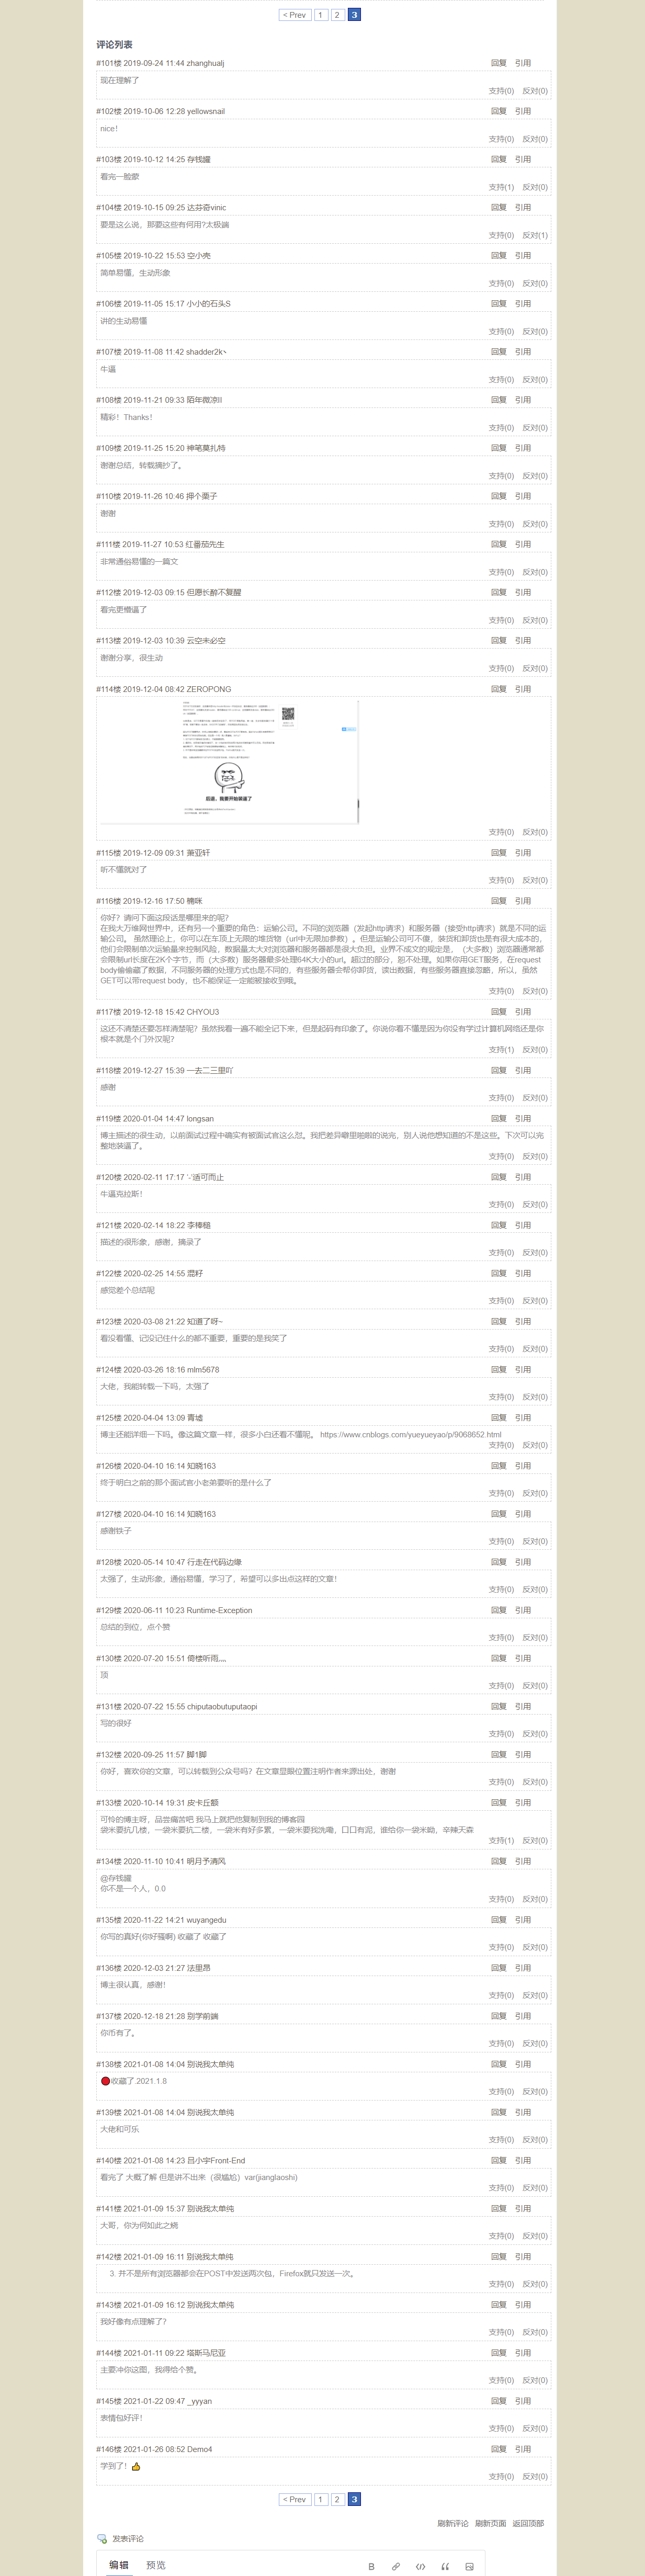 < Prev 1 2 3
评论列表
#101楼 2019-09-24 11:44 zhanghualj 回复 引用
现在理解了
支持(0) 反对(0)
#102楼 2019-10-06 12:28 yellowsnail 回复 引用
nice！
支持(0) 反对(0)
#103楼 2019-10-12 14:25 存钱罐 回复 引用
看完一脸蒙
支持(1) 反对(0)
#104楼 2019-10-15 09:25 达芬奇vinic 回复 引用
要是这么说，那要这些有何用?太极端
支持(0) 反对(1)
#105楼 2019-10-22 15:53 空小壳 回复 引用
简单易懂，生动形象
支持(0) 反对(0)
#106楼 2019-11-05 15:17 小小的石头S 回复 引用
讲的生动易懂
支持(0) 反对(0)
#107楼 2019-11-08 11:42 shadder2k丶 回复 引用
牛逼
支持(0) 反对(0)
#108楼 2019-11-21 09:33 陌年微凉II 回复 引用
精彩！Thanks！
支持(0) 反对(0)
#109楼 2019-11-25 15:20 神笔莫扎特 回复 引用
谢谢总结，转载摘抄了。
支持(0) 反对(0)
#110楼 2019-11-26 10:46 押个栗子 回复 引用
谢谢
支持(0) 反对(0)
#111楼 2019-11-27 10:53 红番茄先生 回复 引用
非常通俗易懂的一篇文
支持(0) 反对(0)
#112楼 2019-12-03 09:15 但愿长醉不复醒 回复 引用
看完更懵逼了
支持(0) 反对(0)
#113楼 2019-12-03 10:39 云空未必空 回复 引用
谢谢分享，很生动
支持(0) 反对(0)
#114楼 2019-12-04 08:42 ZEROPONG 回复 引用
后退，我要开始装逼了
支持(0) 反对(0)
#115楼 2019-12-09 09:31 萧亚轩 回复 引用
听不懂就对了
支持(0) 反对(0)
#116楼 2019-12-16 17:50 楠咪 回复 引用
你好？请问下面这段话是哪里来的呢？
在我大万维网世界中，还有另一个重要的角色：运输公司。不同的浏览器（发起http请求）和服务器（接受http请求）就是不同的运
输公司。 虽然理论上，你可以在车顶上无限的堆货物（url中无限加参数）。但是运输公司可不傻，装货和卸货也是有很大成本的，
他们会限制单次运输量来控制风险，数据量太大对浏览器和服务器都是很大负担。业界不成文的规定是，（大多数）浏览器通常都
会限制url长度在2K个字节，而（大多数）服务器最多处理64K大小的url。超过的部分，恕不处理。如果你用GET服务，在request
body偷偷藏了数据，不同服务器的处理方式也是不同的，有些服务器会帮你卸货，读出数据，有些服务器直接忽略，所以，虽然
GET可以带request body，也不能保证一定能被接收到哦。
支持(0) 反对(0)
#117楼 2019-12-18 15:42 CHYOU3 回复 引用
这还不清楚还要怎样清楚呢？虽然我看一遍不能全记下来，但是起码有印象了。你说你看不懂是因为你没有学过计算机网络还是你
根本就是个门外汉呢？
支持(1) 反对(0)
#118楼 2019-12-27 15:39 一去二三里吖 回复 引用
感谢
支持(0) 反对(0)
#119楼 2020-01-04 14:47 longsan 回复 引用
博主描述的很生动，以前面试过程中确实有被面试官这么怼。我把差异噼里啪啦的说完，别人说他想知道的不是这些。下次可以完
整地装逼了。
支持(0) 反对(0)
#120楼 2020-02-11 17:17 '-'适可而止 回复 引用
牛逼克拉斯！
支持(0) 反对(0)
#121楼 2020-02-14 18:22 李棒槌 回复 引用
描述的很形象，感谢，摘录了
支持(0) 反对(0)
#122楼 2020-02-25 14:55 混籽 回复 引用
感觉差个总结呢
支持(0) 反对(0)
#123楼 2020-03-08 21:22 知道了呀~ 回复 引用
看没看懂、记没记住什么的都不重要，重要的是我笑了
支持(0) 反对(0)
#124楼 2020-03-26 18:16 mlm5678 回复 引用
大佬，我能转载一下吗，太强了
支持(0) 反对(0)
#125楼 2020-04-04 13:09 青墟 回复 引用
博主还能详细一下吗。像这篇文章一样，很多小白还看不懂呢。 https://www.cnblogs.com/yueyueyao/p/9068652.html
支持(0) 反对(0)
#126楼 2020-04-10 16:14 知晓163 回复 引用
终于明白之前的那个面试官小老弟要听的是什么了
支持(0) 反对(0)
#127楼 2020-04-10 16:14 知晓163 回复 引用
感谢铁子
支持(0) 反对(0)
#128楼 2020-05-14 10:47 行走在代码边缘 回复 引用
太强了，生动形象，通俗易懂，学习了，希望可以多出点这样的文章！
支持(0) 反对(0)
#129楼 2020-06-11 10:23 Runtime-Exception 回复 引用
总结的到位，点个赞
支持(0) 反对(0)
#130楼 2020-07-20 15:51 倚楼听雨,,,, 回复 引用
顶
支持(0) 反对(0)
#131楼 2020-07-22 15:55 chiputaobutuputaopi 回复 引用
写的很好
支持(0) 反对(0)
#132楼 2020-09-25 11:57 脚1脚 回复 引用
你好，喜欢你的文章，可以转载到公众号吗？在文章显眼位置注明作者来源出处，谢谢
支持(0) 反对(0)
#133楼 2020-10-14 19:31 皮卡丘额 回复 引用
可怜的博主呀，品尝痛苦吧 我马上就把他复制到我的博客园
袋米要扛几楼，一袋米要抗二楼，一袋米有好多累，一袋米要我洗嘞，口口有泥，谁给你一袋米呦，辛辣天森
支持(1) 反对(0)
#134楼 2020-11-10 10:41 明月予清风 回复 引用
@存钱罐
你不是一个人，0.0
支持(0) 反对(0)
#135楼 2020-11-22 14:21 wuyangedu 回复 引用
你写的真好(你好骚啊) 收藏了 收藏了
支持(0) 反对(0)
#136楼 2020-12-03 21:27 法里昂 回复 引用
博主很认真，感谢！
支持(0) 反对(0)
#137楼 2020-12-18 21:28 别学前端 回复 引用
你币有了。
支持(0) 反对(0)
#138楼 2021-01-08 14:04 别说我太单纯 回复 引用
收藏了.2021.1.8
支持(0) 反对(0)
#139楼 2021-01-08 14:04 别说我太单纯 回复 引用
大佬和可乐
支持(0) 反对(0)
#140楼 2021-01-08 14:23 吕小宇Front-End 回复 引用
看完了 大概了解 但是讲不出来（很尴尬）var(jianglaoshi)
支持(0) 反对(0)
#141楼 2021-01-09 15:37 别说我太单纯 回复 引用
大哥，你为何如此之骚
支持(0) 反对(0)
#142楼 2021-01-09 16:11 别说我太单纯 回复 引用
3. 并不是所有浏览器都会在POST中发送两次包，Firefox就只发送一次。
支持(0) 反对(0)
#143楼 2021-01-09 16:12 别说我太单纯 回复 引用
我好像有点理解了？
支持(0) 反对(0)
#144楼 2021-01-11 09:22 塔斯马尼亚 回复 引用
主要冲你这图，我得给个赞。
支持(0) 反对(0)
#145楼 2021-01-22 09:47 _yyyan 回复 引用
表情包好评！
支持(0) 反对(0)
#146楼 2021-01-26 08:52 Demo4 回复 引用
学到了！
支持(0) 反对(0)
< Prev 1 2 3
刷新评论 刷新页面 返回顶部
发表评论
编辑 预览